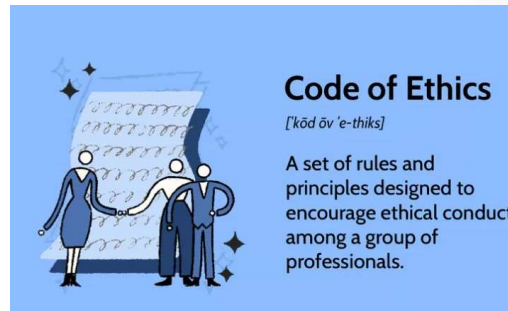 Code of Ethics
['kōd ōv 'e-thiks]
A set of rules and
principles designed to
encourage ethical conduct
among a group of
professionals.